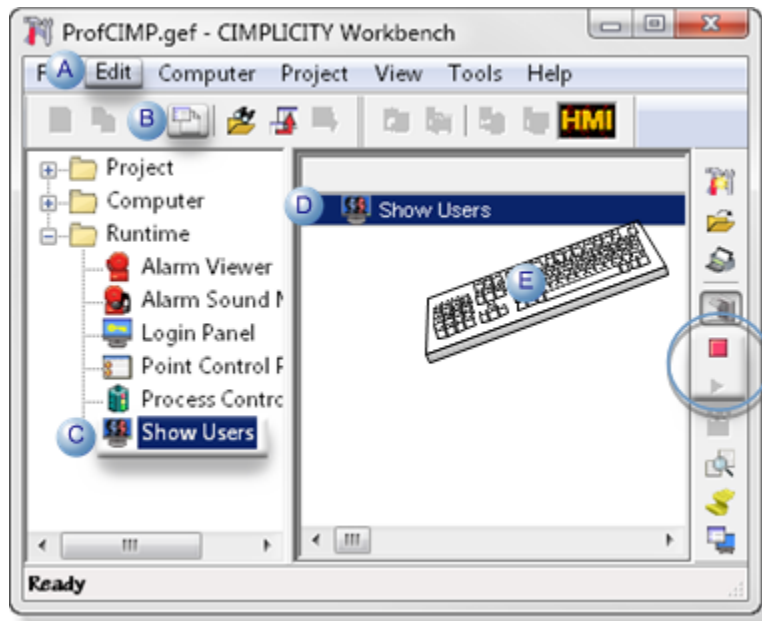 ProfCIMP.gef - CIMPLICITY Workbench
F A Edit Computer Project View Tools Help
B HMI
Project
Computer
Runtime
Alarm Viewer
Alarm Sound M
Login Panel
Point Control P
Process Contro
C Show Users
D Show Users
E
Ready